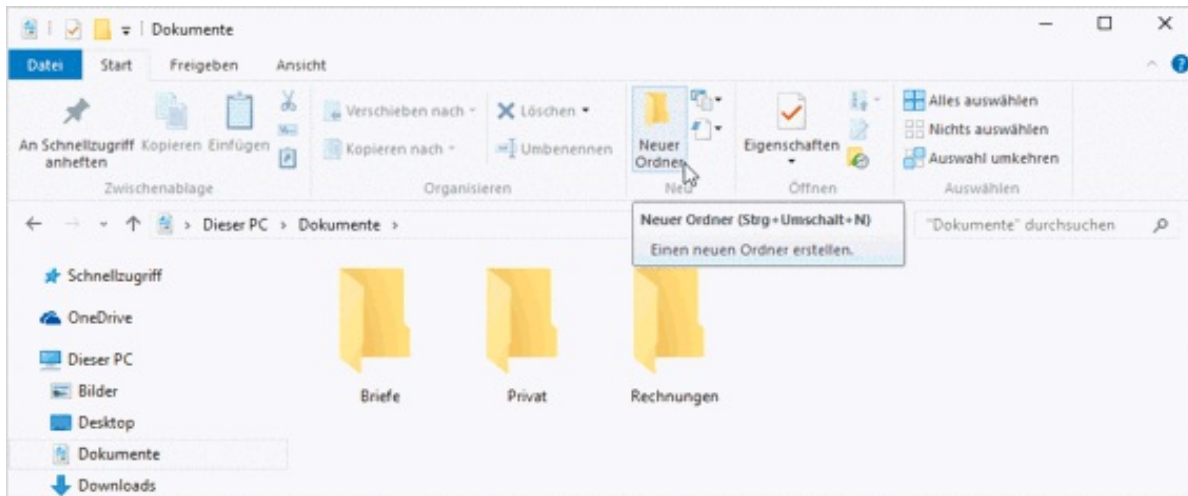 Dokumente
Datei Start Freigeben Ansicht
An Schnellzugriff anheften
Kopieren
Einfügen
Zwischenablage
Verschieben nach
Kopieren nach
Löschen
Umbenennen
Organisieren
Neuer
Ordner
Neu
Eigenschaften
Öffnen
Alles auswählen
Nichts auswählen
Auswahl umkehren
Auswählen
Dieser PC > Dokumente >
"Dokumente" durchsuchen
Neuer Ordner (Strg+Umschalt+N)
Einen neuen Ordner erstellen.
Schnellzugriff
OneDrive
Dieser PC
Bilder
Desktop
Dokumente
Downloads
Briefe
Privat
Rechnungen